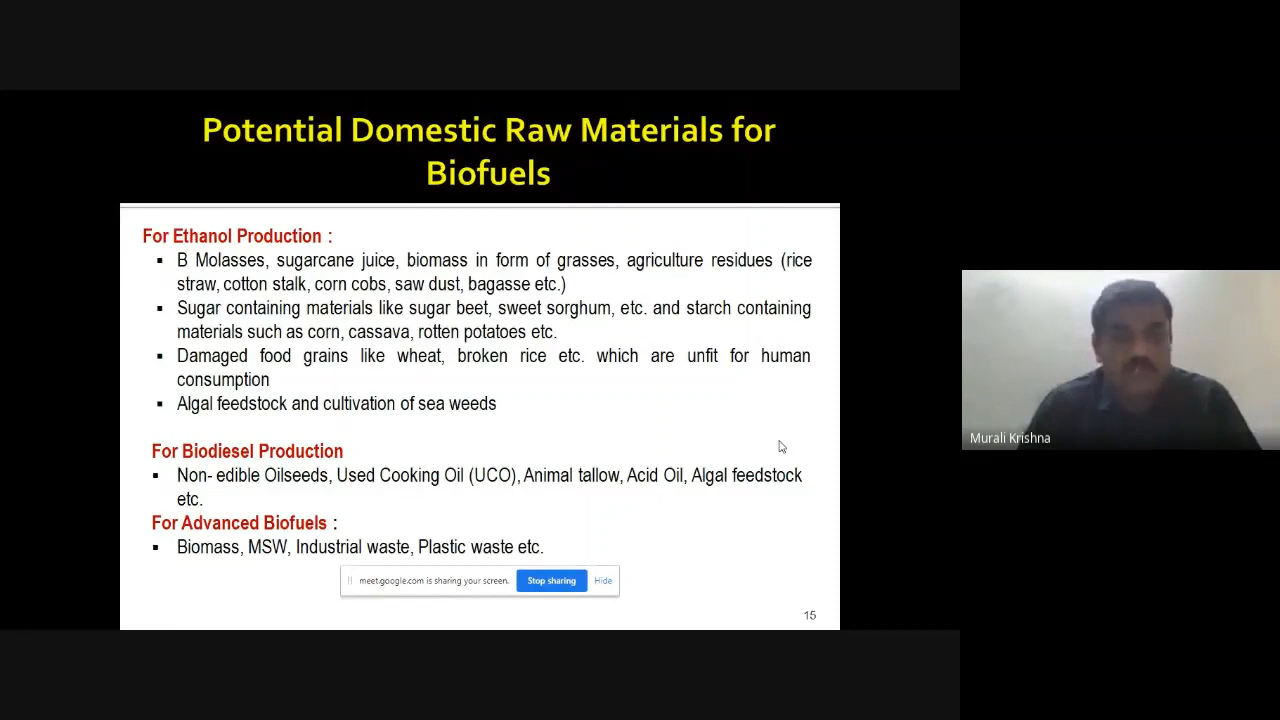 Potential Domestic Raw Materials for
Biofuels
For Ethanol Production :
▪ B Molasses, sugarcane juice, biomass in form of grasses, agriculture residues (rice
straw, cotton stalk, corn cobs, saw dust, bagasse etc.)
▪ Sugar containing materials like sugar beet, sweet sorghum, etc. and starch containing
materials such as corn, cassava, rotten potatoes etc.
▪ Damaged food grains like wheat, broken rice etc. which are unfit for human
consumption
▪ Algal feedstock and cultivation of sea weeds
For Biodiesel Production
▪ Non- edible Oilseeds, Used Cooking Oil (UCO), Animal tallow, Acid Oil, Algal feedstock
etc.
For Advanced Biofuels :
▪ Biomass, MSW, Industrial waste, Plastic waste etc.
meet.google.com is sharing your screen. Stop sharing Hide
15
Murali Krishna